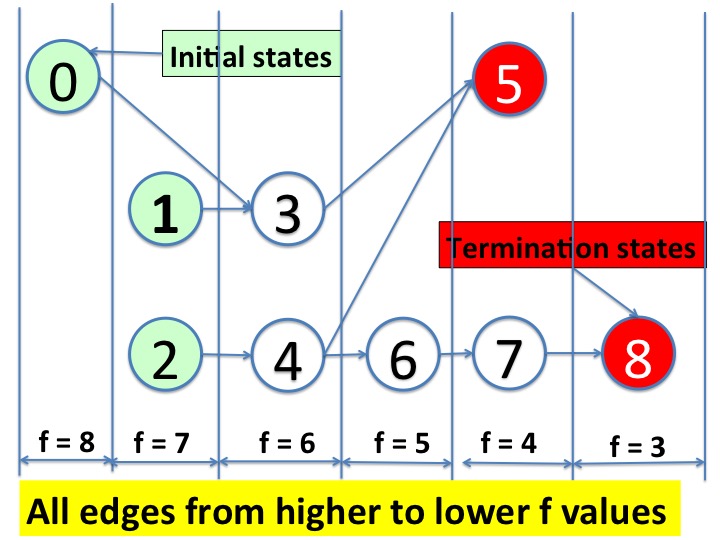 Initial states
0
5
1
3
Termination states
2
4
6
7
8
f = 8
f = 7
f = 6
f = 5
f = 4
f = 3
All edges from higher to lower f values